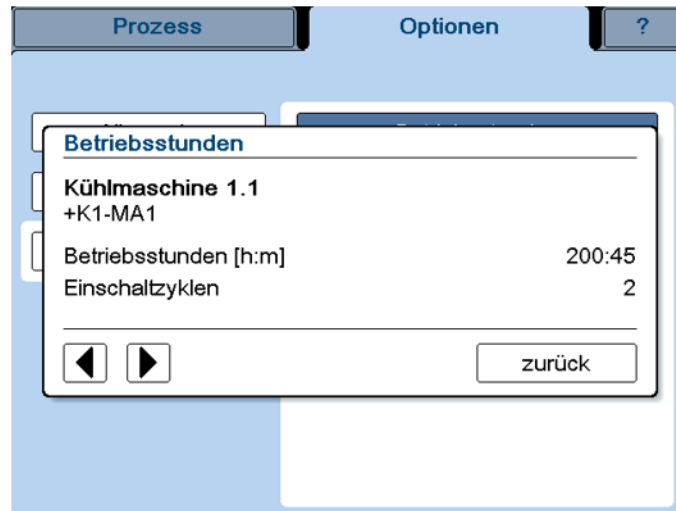 Prozess
Optionen
?
Betriebsstunden
Kühlmaschine 1.1
+K1-MA1
Betriebsstunden [h:m] 200:45
Einschaltzyklen 2
zurück